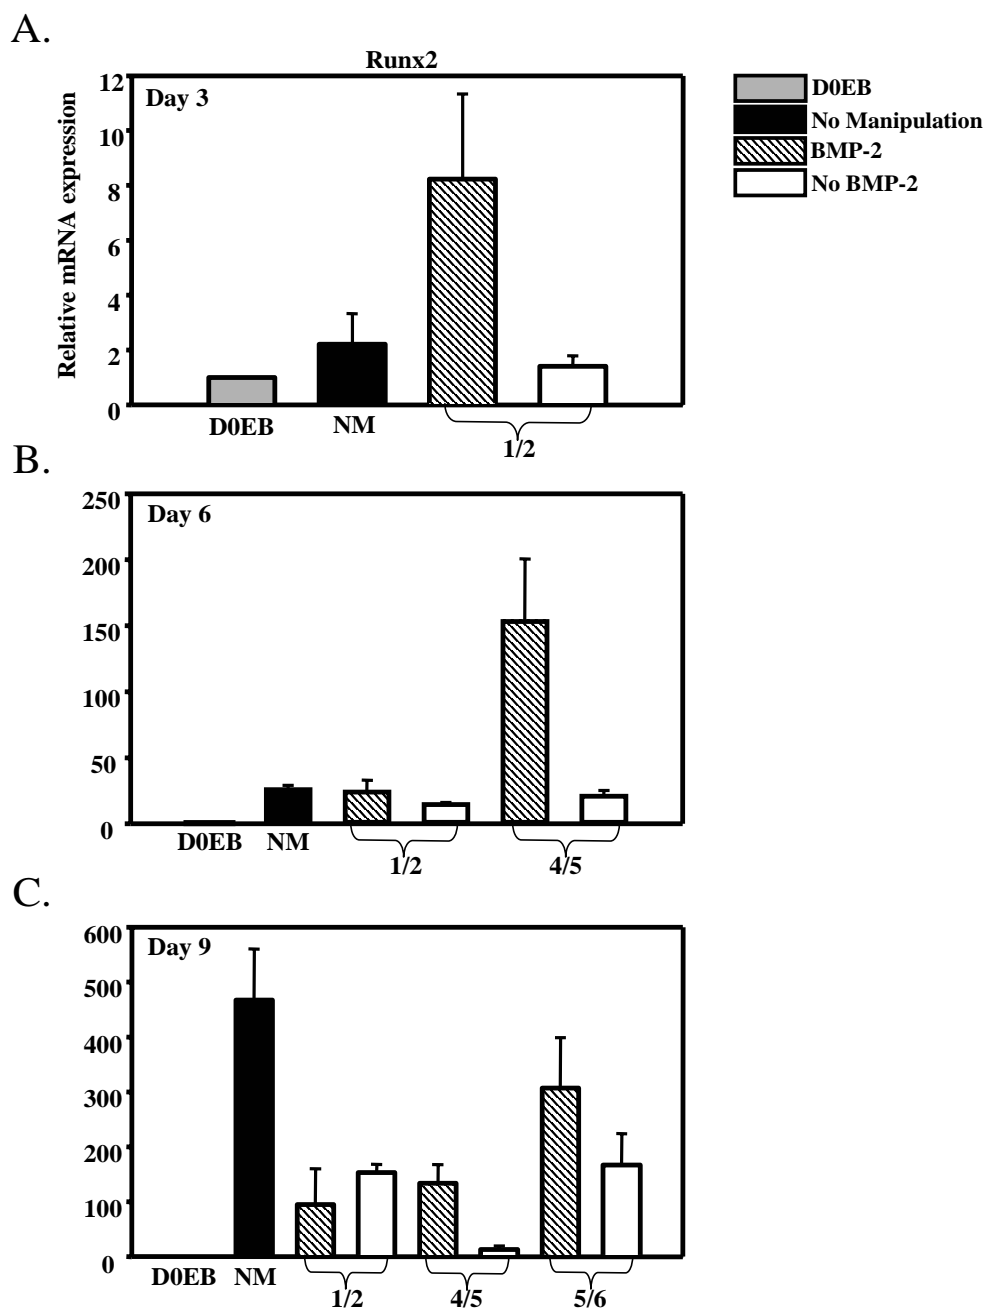 A.
Runx2
Day 3
Relative mRNA expression
12
10
8
6
4
2
0
D0EB
NM
1/2
D0EB
No Manipulation
BMP-2
No BMP-2
B.
Day 6
250
200
150
100
50
0
D0EB
NM
1/2
4/5
C.
Day 9
600
500
400
300
200
100
0
D0EB
NM
1/2
4/5
5/6